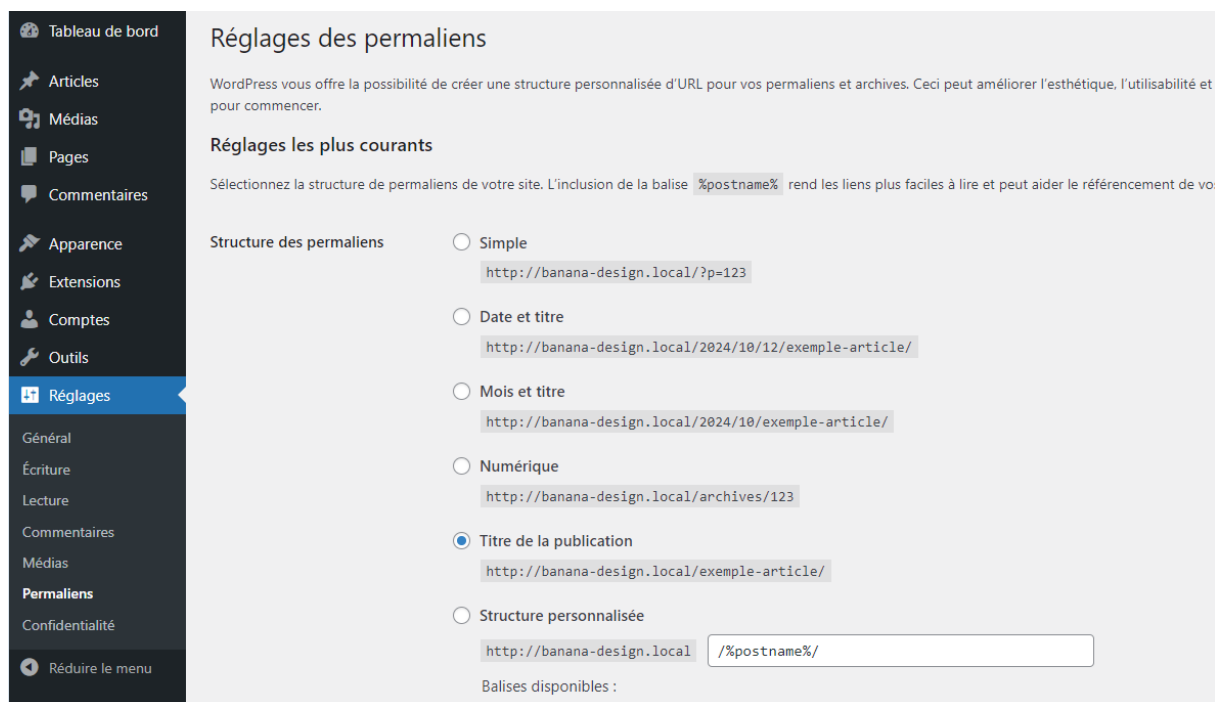 Tableau de bord
Articles
Médias
Pages
Commentaires
Apparence
Extensions
Comptes
Outils
Réglages
Général
Écriture
Lecture
Commentaires
Médias
Permaliens
Confidentialité
Réduire le menu
Réglages des permaliens
WordPress vous offre la possibilité de créer une structure personnalisée d’URL pour vos permaliens et archives. Ceci peut améliorer l’esthétique, l’utilisabilité et
pour commencer.
Réglages les plus courants
Sélectionnez la structure de permaliens de votre site. L’inclusion de la balise %postname% rend les liens plus faciles à lire et peut aider le référencement de vo
Structure des permaliens
Simple
http://banana-design.local/?p=123
Date et titre
http://banana-design.local/2024/10/12/exemple-article/
Mois et titre
http://banana-design.local/2024/10/exemple-article/
Numérique
http://banana-design.local/archives/123
Titre de la publication
http://banana-design.local/exemple-article/
Structure personnalisée
http://banana-design.local /%postname%/
Balises disponibles :